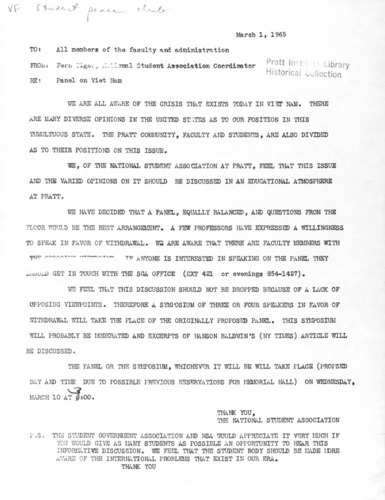 VF Student peace club
March 1, 1965
TO: All members of the faculty and administration
FROM: Fern National Student Association Coordinator
Pratt Institute Library
Historical Collection
RE: Panel on Viet Nam
WE ARE ALL AWARE OF THE CRISIS THAT EXISTS TODAY IN VIET NAM. THERE
ARE MANY DIVERSE OPINIONS IN THE UNITED STATES AS TO OUR POSITION IN THIS
TUMULTUOUS STATE. THE PRATT COMMUNITY, FACULTY AND STUDENTS, ARE ALSO DIVIDED
AS TO THEIR POSITIONS ON THIS ISSUE.
WE, OF THE NATIONAL STUDENT ASSOCIATION AT PRATT, FEEL THAT THIS ISSUE
AND THE VARIED OPINIONS ON IT SHOULD BE DISCUSSED IN AN EDUCATIONAL ATMOSPHERE
AT PRATT.
WE HAVE DECIDED THAT A PANEL, EQUALLY BALANCED, AND QUESTIONS FROM THE
FLOOR WOULD BE THE BEST ARRANGEMENT. A FEW PROFESSORS HAVE EXPRESSED A WILLINGNESS
TO SPEAK IN FAVOR OF WITHDRAWAL. WE ARE AWARE THAT THERE ARE FACULTY MEMBERS WITH
IF ANYONE IS INTERESTED IN SPEAKING ON THE PANEL THEY
SHOULD GET IN TOUCH WITH THE SGA OFFICE (EXT 421 or evenings 854-1427).
WE FEEL THAT THIS DISCUSSION SHOULD NOT BE DROPPED BECAUSE OF A LACK OF
OPPOSING VIEWPOINTS. THEREFORE A SYMPOSIUM OF THREE OR FOUR SPEAKERS IN FAVOR OF
WITHDRAWAL WILL TAKE THE PLACE OF THE ORIGINALLY PROPOSED PANEL. THIS SYMPOSIUM
WILL PROBABLY BE MODERATED AND EXCERPTS OF HANSON BALDWIN'S (NY TIMES) ARTICLE WILL
BE DISCUSSED.
THE PANEL OR THE SYMPOSIUM, WHICHEVER IT WILL BE WILL TAKE PLACE (PROPSED
DAY AND TIME DUE TO POSSIBLE PREVIOUS RESERVATIONS FOR MEMORIAL HALL) ON WEDNESDAY,
MARCH 10 AT 3:00.
THANK YOU,
THE NATIONAL STUDENT ASSOCIATION
P.S. THE STUDENT GOVERNMENT ASSOCIATION AND NSA WOULD APPRECIATE IT VERY MUCH IF
YOU WOULD GIVE AS MANY STUDENTS AS POSSIBLE AN OPPORTUNITY TO HEAR THIS
INFORMATIVE DISCUSSION. WE FEEL THAT THE STUDENT BODY SHOULD BE MADE MORE
AWARE OF THE INTERNATIONAL PROBLEMS THAT EXIST IN OUR ERA.
THANK YOU